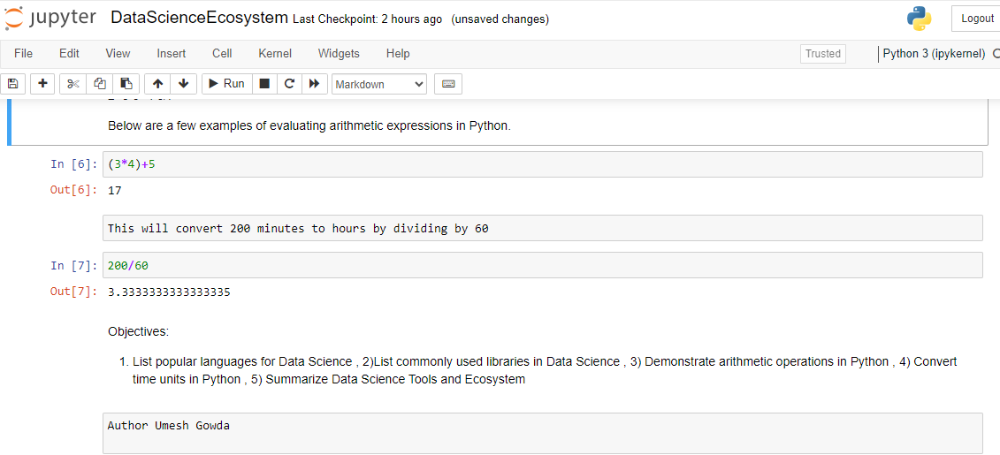 jupyter DataScienceEcosystem Last Checkpoint: 2 hours ago (unsaved changes) Logout
File Edit View Insert Cell Kernel Widgets Help Trusted Python 3 (ipykernel)
Run Markdown
Below are a few examples of evaluating arithmetic expressions in Python.
In [6]: (3*4)+5
Out[6]: 17
This will convert 200 minutes to hours by dividing by 60
In [7]: 200/60
Out[7]: 3.3333333333333335
Objectives:
1. List popular languages for Data Science , 2)List commonly used libraries in Data Science , 3) Demonstrate arithmetic operations in Python , 4) Convert
time units in Python , 5) Summarize Data Science Tools and Ecosystem
Author Umesh Gowda